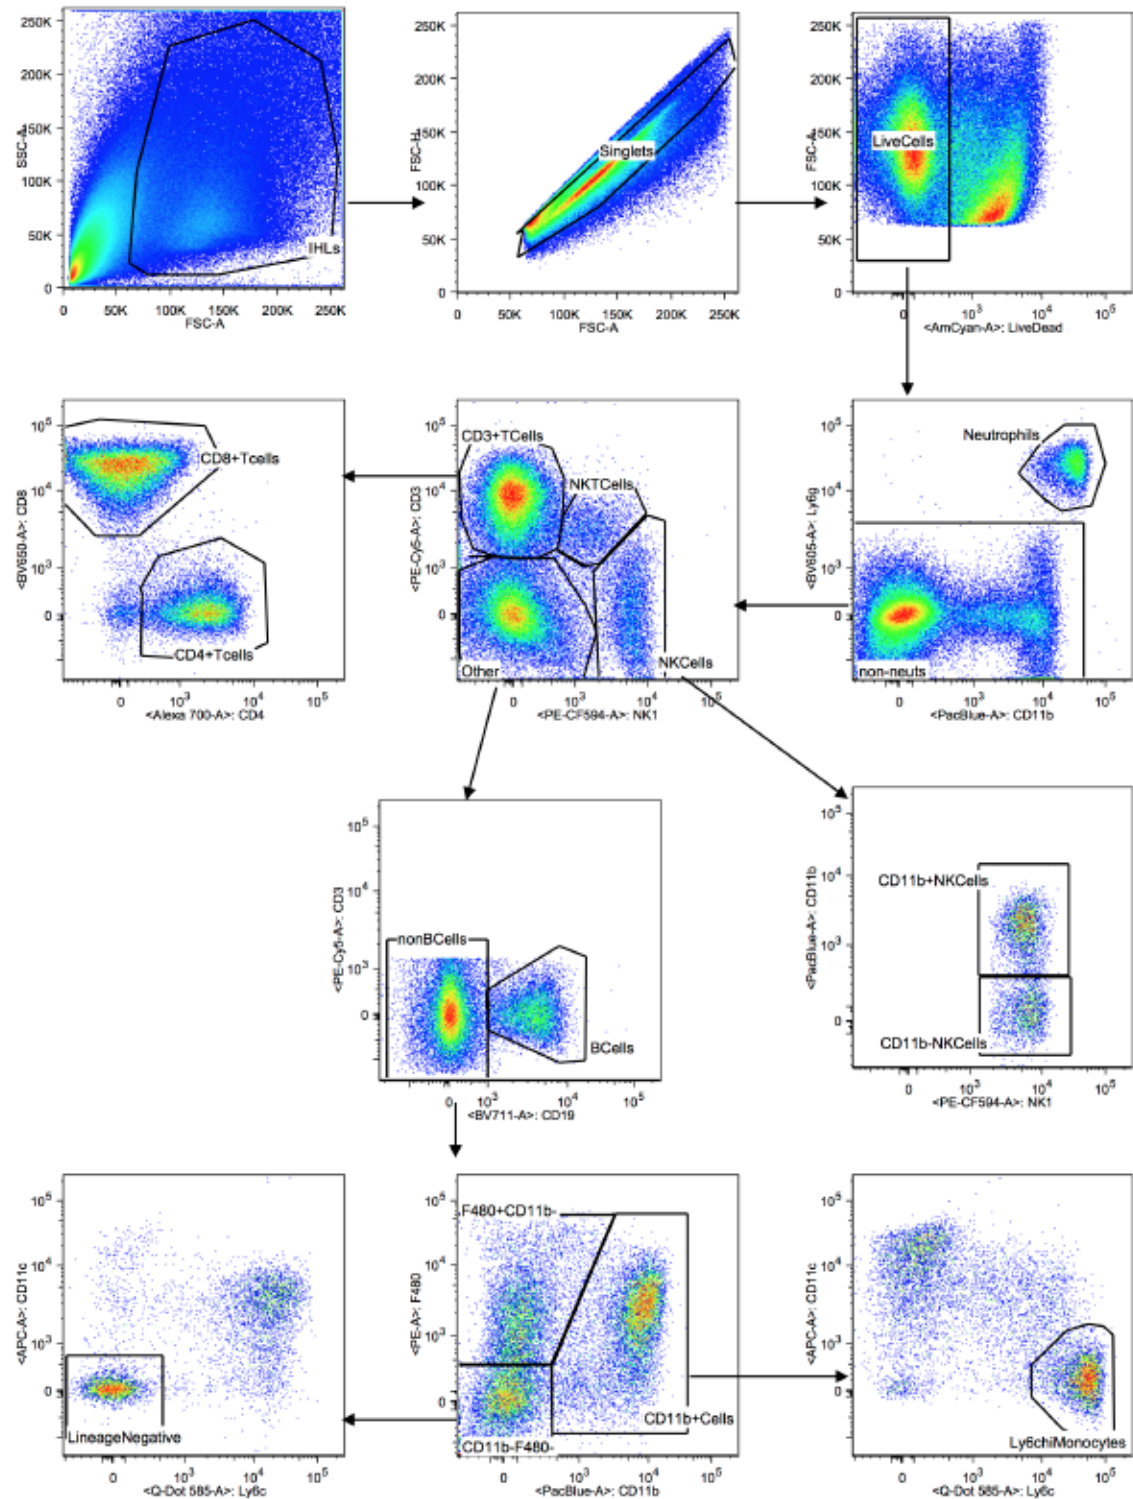 250K
200K
150K
100K
50K
0
SSC-A
IHLs
0 50K 100K 150K 200K 250K
FSC-A
250K
200K
150K
100K
50K
0
FSC-H
Singlets
0 50K 100K 150K 200K 250K
FSC-A
250K
200K
150K
100K
50K
0
FSC-A
LiveCells
0 10^3 10^4 10^5
<AmCyan-A>: LiveDead
10^5
10^4
10^3
0
<BV650-A>: CD8
CD8+Tcells
CD4+Tcells
0 10^3 10^4 10^5
<Alexa 700-A>: CD4
10^5
10^4
10^3
0
<PE-Cy5-A>: CD3
CD3+TCells
NKTCells
Other
NKCells
0 10^3 10^4 10^5
<PE-CF594-A>: NK1
10^5
10^4
10^3
0
<BV605-A>: Ly6g
Neutrophils
non-neuts
0 10^3 10^4 10^5
<PacBlue-A>: CD11b
10^5
10^4
10^3
0
<PE-Cy5-A>: CD3
nonBCells
BCells
0 10^3 10^4 10^5
<BV711-A>: CD19
10^5
10^4
10^3
0
<PacBlue-A>: CD11b
CD11b+NKCells
CD11b-NKCells
0 10^3 10^4 10^5
<PE-CF594-A>: NK1
10^5
10^4
10^3
0
<APC-A>: CD11c
LineageNegative
0 10^3 10^4 10^5
<Q-Dot 585-A>: Ly6c
10^5
10^4
10^3
0
<PE-A>: F480
F480+CD11b-
CD11b+Cells
CD11b-F480-
0 10^3 10^4 10^5
<PacBlue-A>: CD11b
10^5
10^4
10^3
0
<APC-A>: CD11c
Ly6chiMonocytes
0 10^3 10^4 10^5
<Q-Dot 585-A>: Ly6c